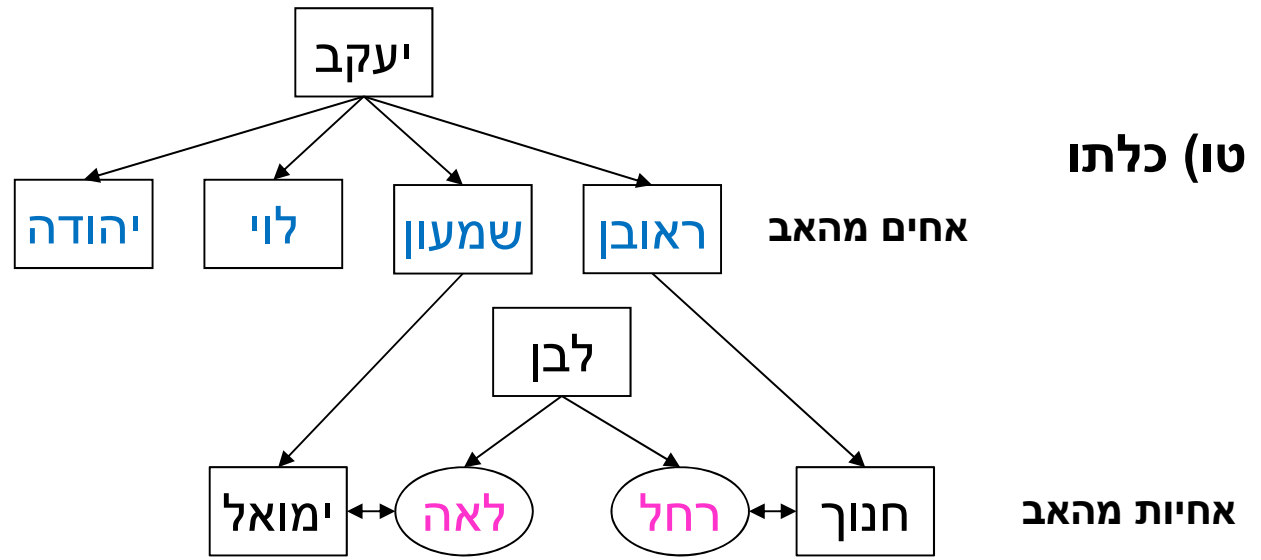 יעקב
טו) כלתו
אחים מהאב
ראובן
שמעון
לוי
יהודה
לבן
אחיות מהאב
חנוך
רחל
לאה
ימואל